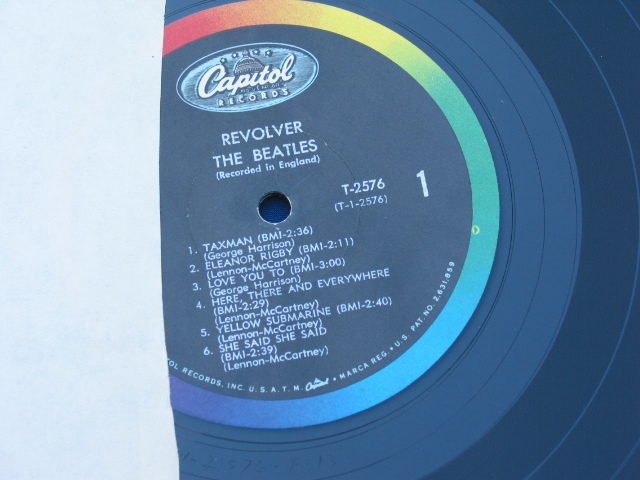 Capitol
RECORDS
REVOLVER
THE BEATLES
(Recorded in England)
T-2576
(T-1-2576)
1
1. TAXMAN (BMI-2:36)
(George Harrison)
2. ELEANOR RIGBY (BMI-2:11)
(Lennon-McCartney)
3. LOVE YOU TO (BMI-3:00)
(George Harrison)
4. HERE, THERE AND EVERYWHERE
(BMI-2:29)
(Lennon-McCartney)
5. YELLOW SUBMARINE (BMI-2:40)
(Lennon-McCartney)
6. SHE SAID SHE SAID
(BMI-2:39)
(Lennon-McCartney)
TOL RECORDS, INC. U.S.A. T.M. Capitol • MARCA REG. • U.S. PAT. NO. 2,631,859